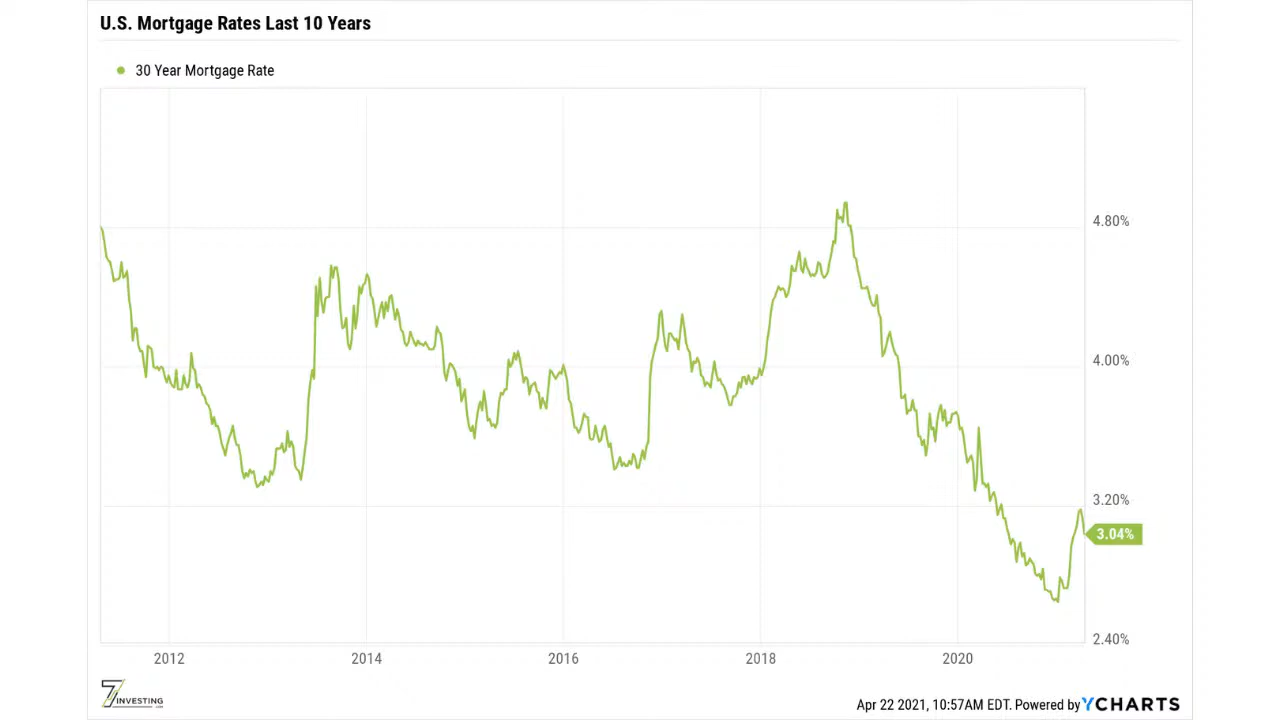 U.S. Mortgage Rates Last 10 Years
30 Year Mortgage Rate
4.80%
4.00%
3.20%
3.04%
2.40%
2012 2014 2016 2018 2020
7INVESTING
Apr 22 2021, 10:57AM EDT. Powered by YCHARTS